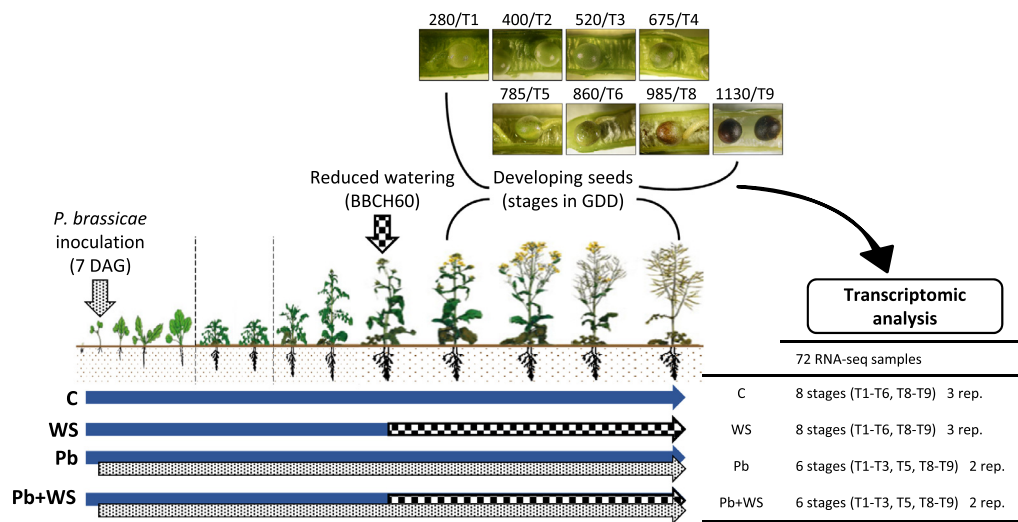 280/T1 400/T2 520/T3 675/T4
785/T5 860/T6 985/T8 1130/T9
Reduced watering
(BBCH60)
Developing seeds
(stages in GDD)
P. brassicae
inoculation
(7 DAG)
Transcriptomic
analysis
72 RNA-seq samples
C
C 8 stages (T1-T6, T8-T9) 3 rep.
WS
WS 8 stages (T1-T6, T8-T9) 3 rep.
Pb
Pb 6 stages (T1-T3, T5, T8-T9) 2 rep.
Pb+WS
Pb+WS 6 stages (T1-T3, T5, T8-T9) 2 rep.